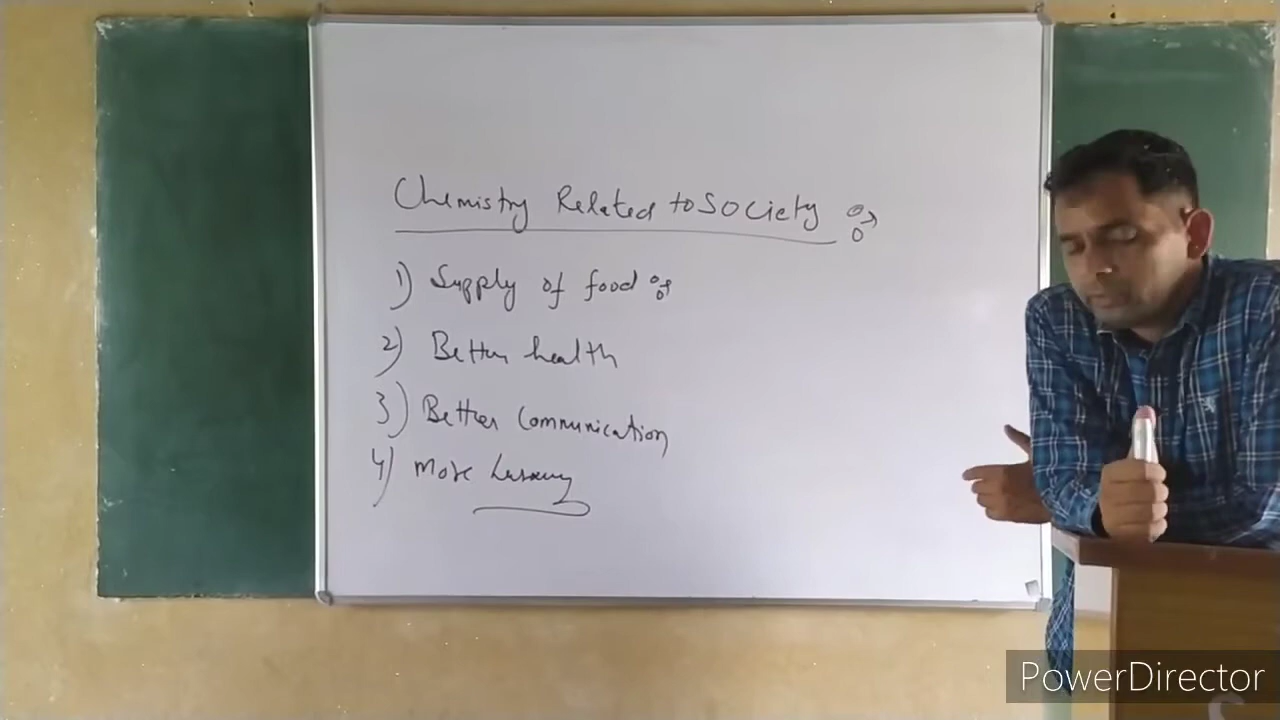 Chemistry Related to Society
1) Supply of food
2) Better health
3) Better Communication
4) More
PowerDirector